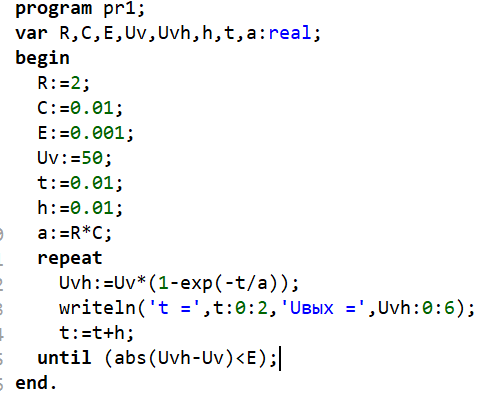 program pr1;
var R,C,E,Uv,Uvh,h,t,a:real;
begin
R:=2;
C:=0.01;
E:=0.001;
Uv:=50;
t:=0.01;
h:=0.01;
a:=R*C;
repeat
Uvh:=Uv*(1-exp(-t/a));
writeln('t =',t:0:2,'Uвых =',Uvh:0:6);
t:=t+h;
until (abs(Uvh-Uv)<E);
end.